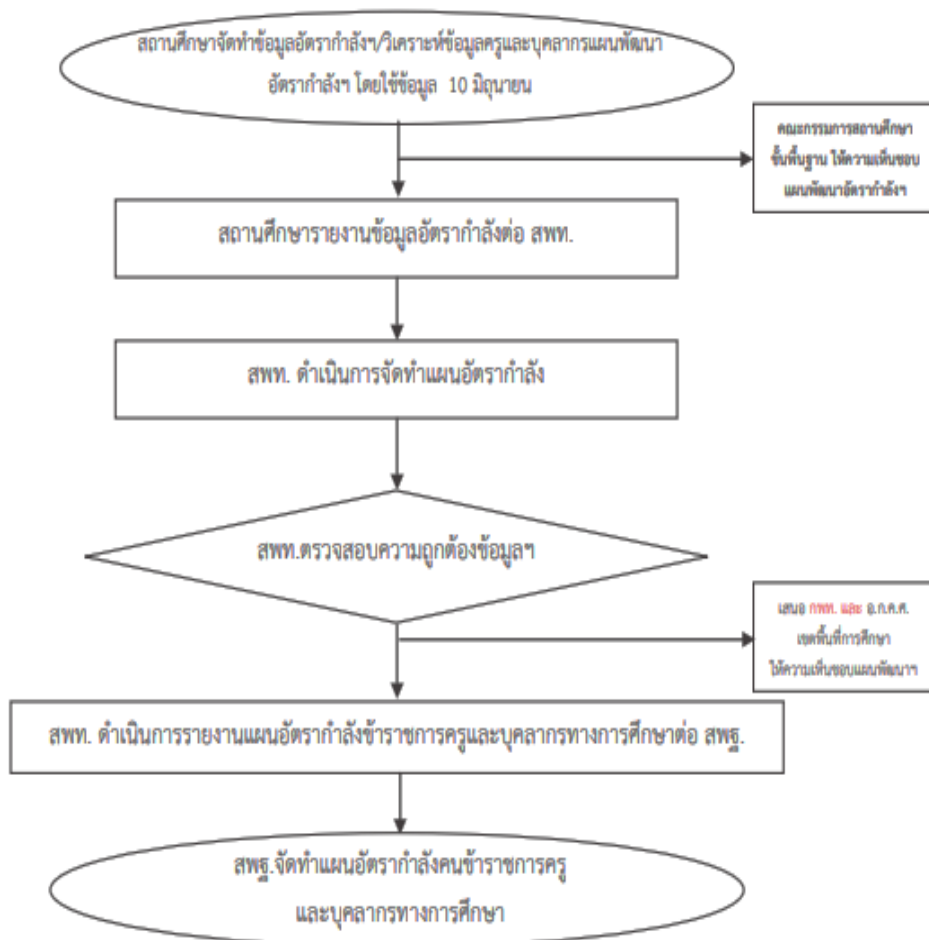 สถานศึกษาจัดทำข้อมูลอัตรากำลังฯ/วิเคราะห์ข้อมูลครูและบุคลากรแผนพัฒนา
อัตรากำลังฯ โดยใช้ข้อมูล 10 มิถุนายน
คณะกรรมการสถานศึกษา
ขั้นพื้นฐาน ให้ความเห็นชอบ
แผนพัฒนาอัตรากำลังฯ
สถานศึกษารายงานข้อมูลอัตรากำลังต่อ สพท.
สพท. ดำเนินการจัดทำแผนอัตรากำลัง
สพท.ตรวจสอบความถูกต้องข้อมูลฯ
เสนอ กพท. และ อ.ก.ค.ศ.
เขตพื้นที่การศึกษา
ให้ความเห็นชอบแผนพัฒนาฯ
สพท. ดำเนินการรายงานแผนอัตรากำลังข้าราชการครูและบุคลากรทางการศึกษาต่อ สพฐ.
สพฐ.จัดทำแผนอัตรากำลังคนข้าราชการครู
และบุคลากรทางการศึกษา